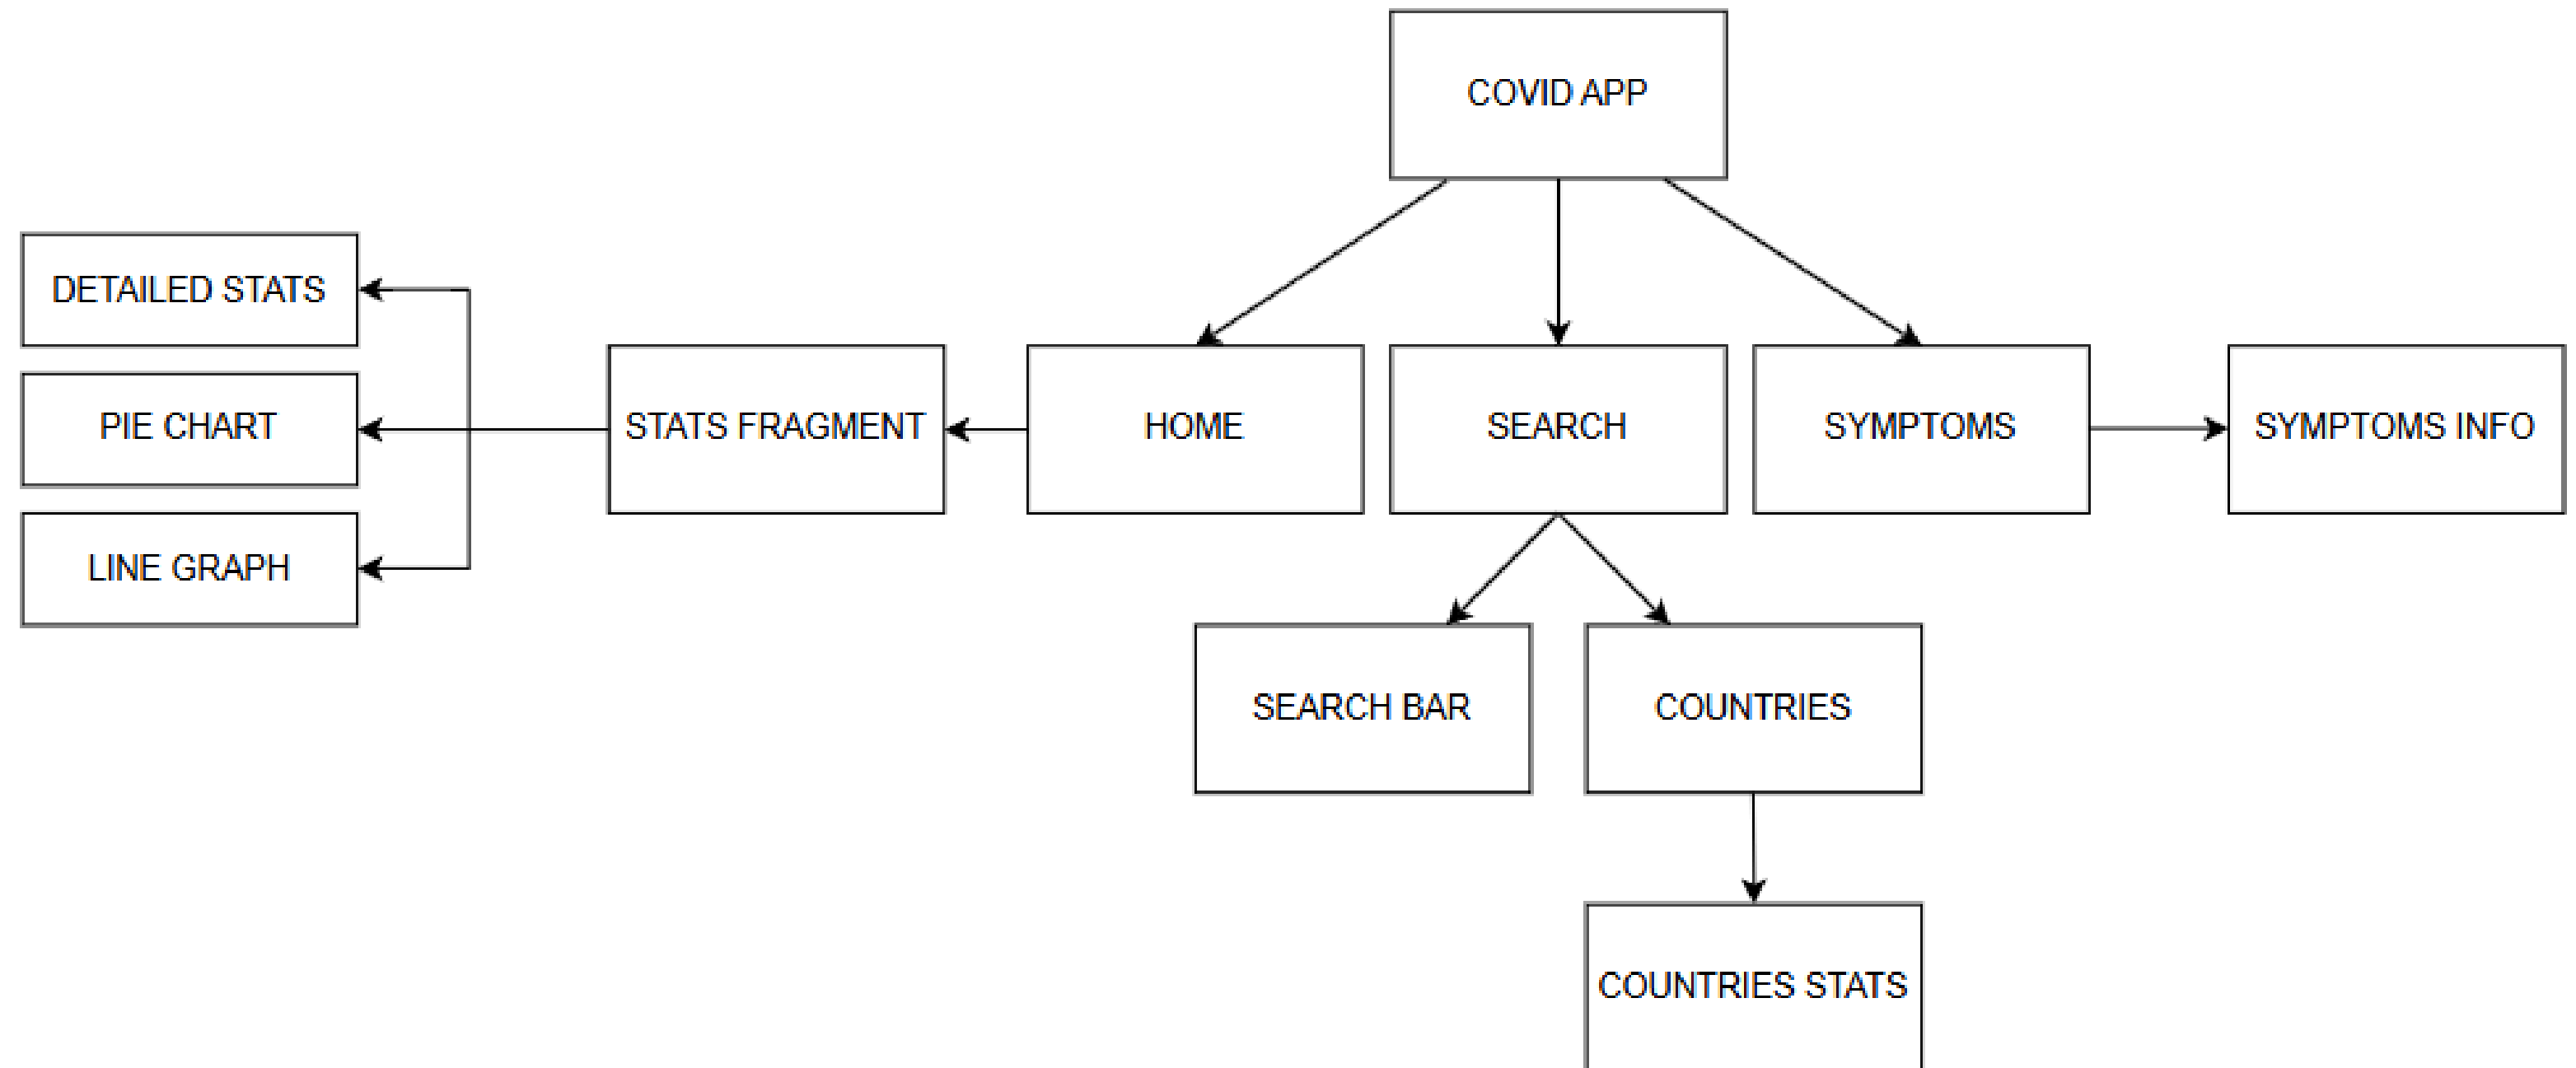 COVID APP
DETAILED STATS
PIE CHART
LINE GRAPH
STATS FRAGMENT
HOME
SEARCH
SYMPTOMS
SYMPTOMS INFO
SEARCH BAR
COUNTRIES
COUNTRIES STATS